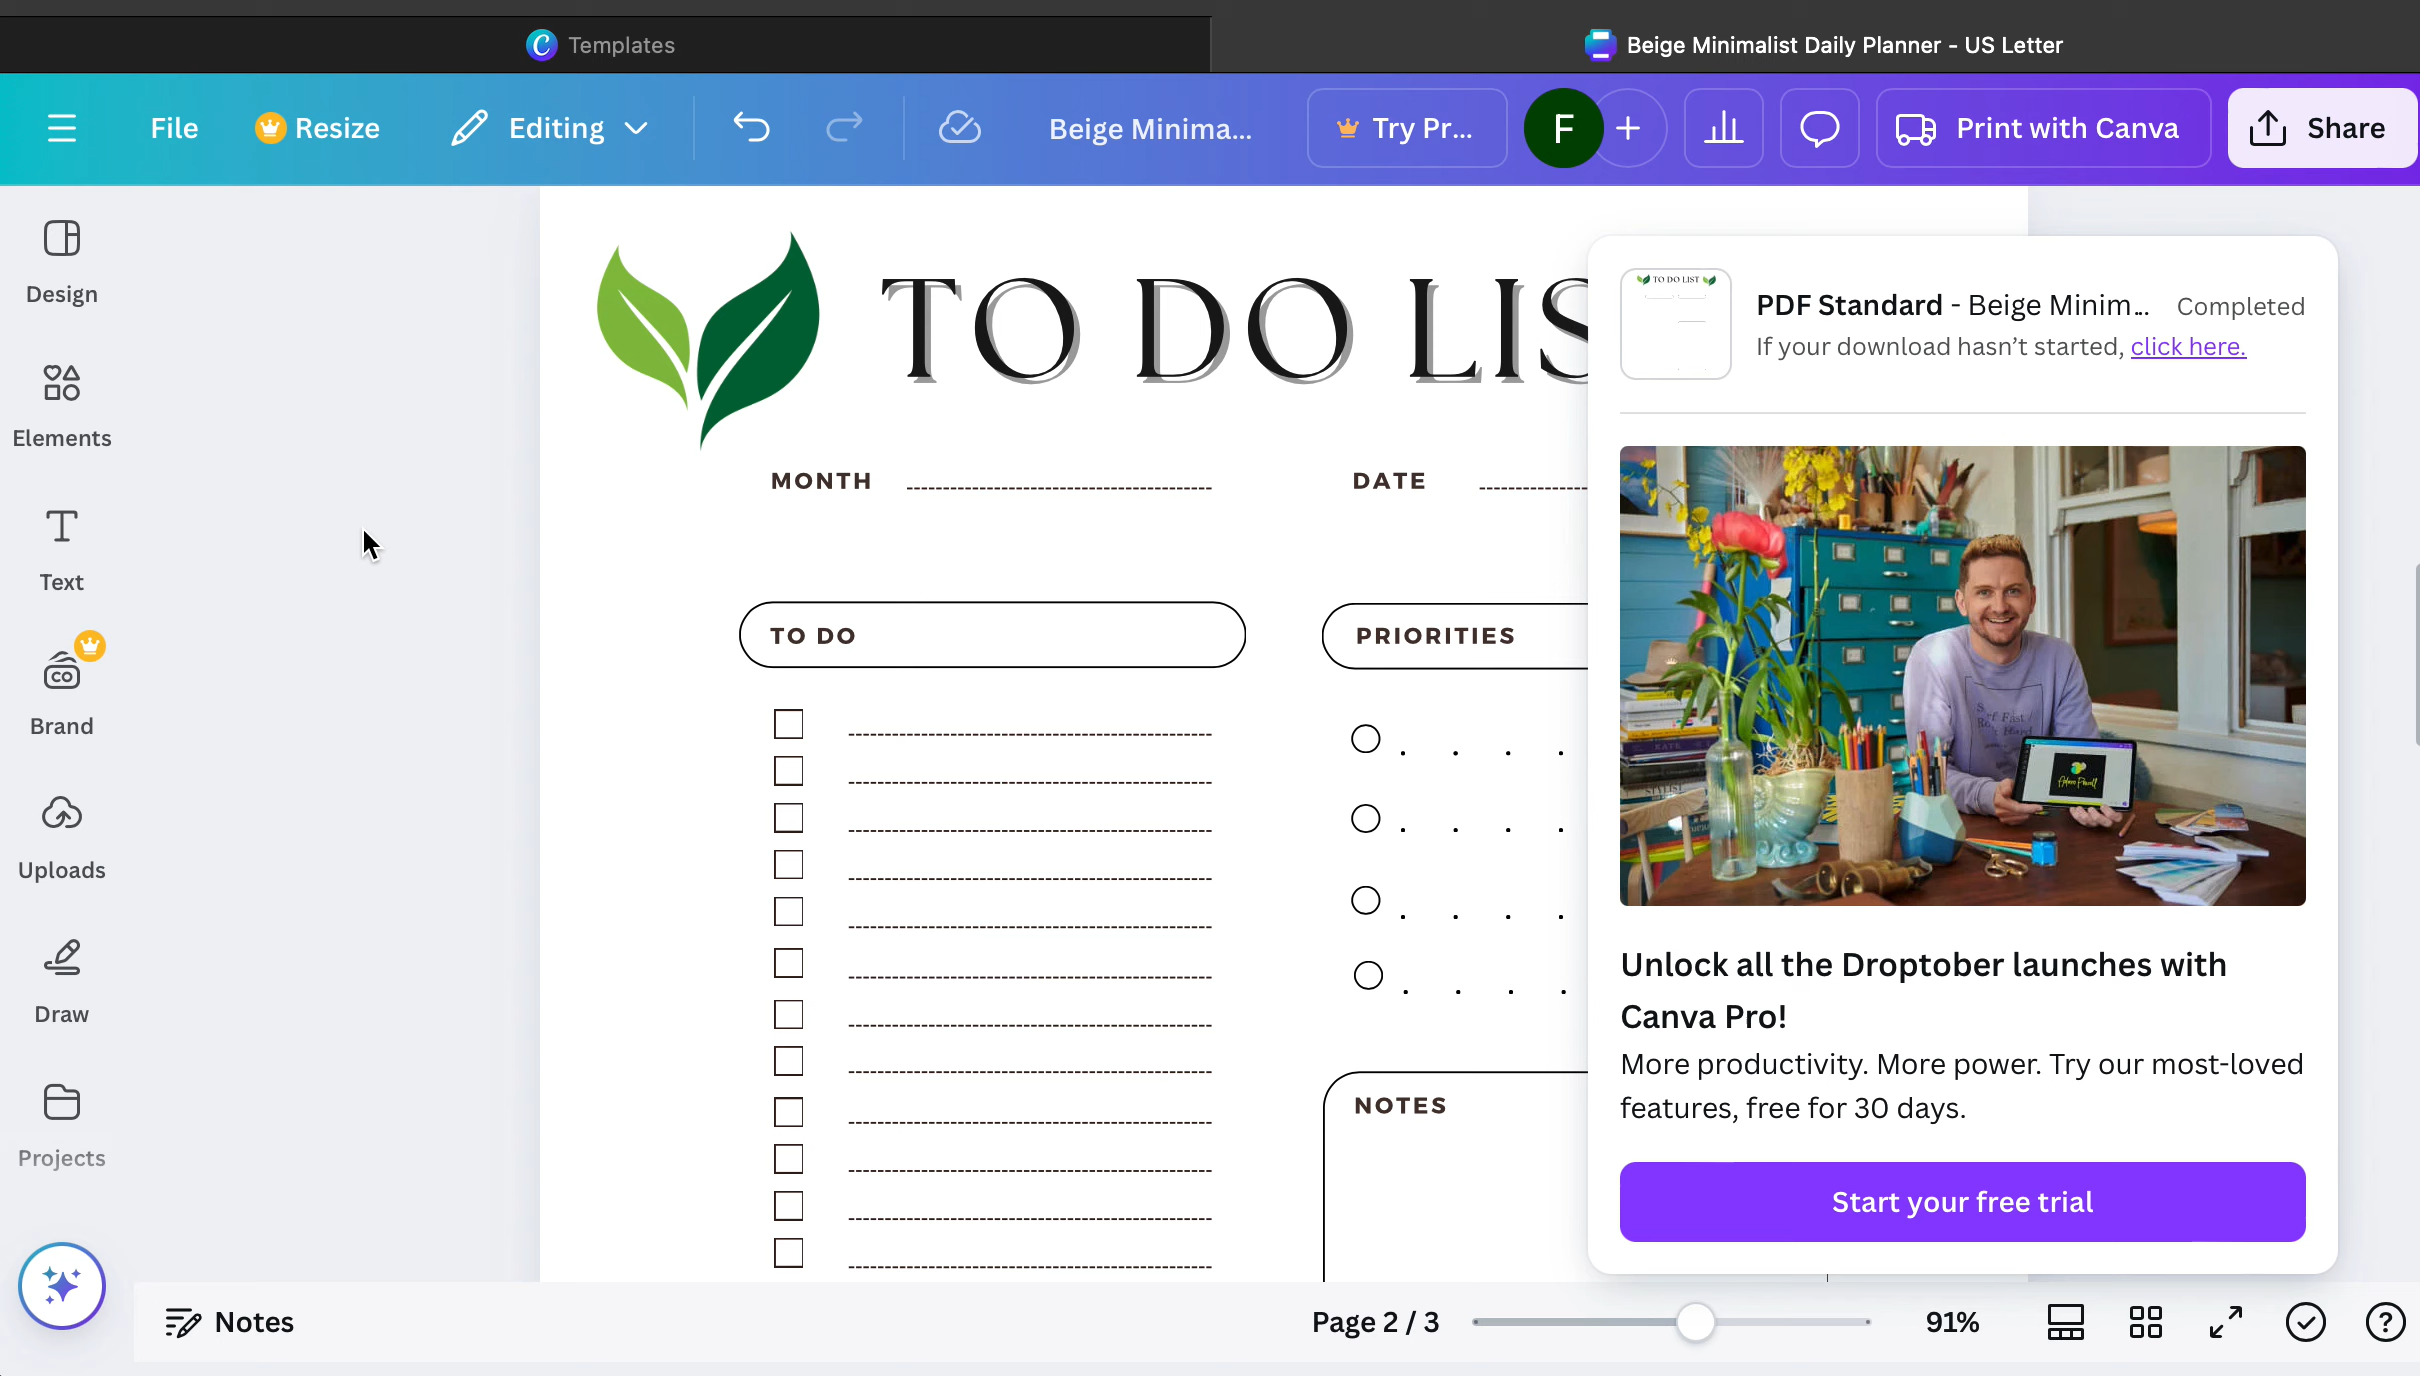 Templates
Beige Minimalist Daily Planner - US Letter
File
Resize
Editing
Beige Minima...
Try Pr...
F
Print with Canva
Share
Design
Elements
Text
CO
Brand
Uploads
Draw
Projects
TO DO LIS
MONTH
DATE
TO DO
PRIORITIES
NOTES
TO DO LIST
PDF Standard - Beige Minim...
Completed
If your download hasn't started, click here.
Unlock all the Droptober launches with
Canva Pro!
More productivity. More power. Try our most-loved
features, free for 30 days.
Start your free trial
Notes
Page 2 / 3
91%